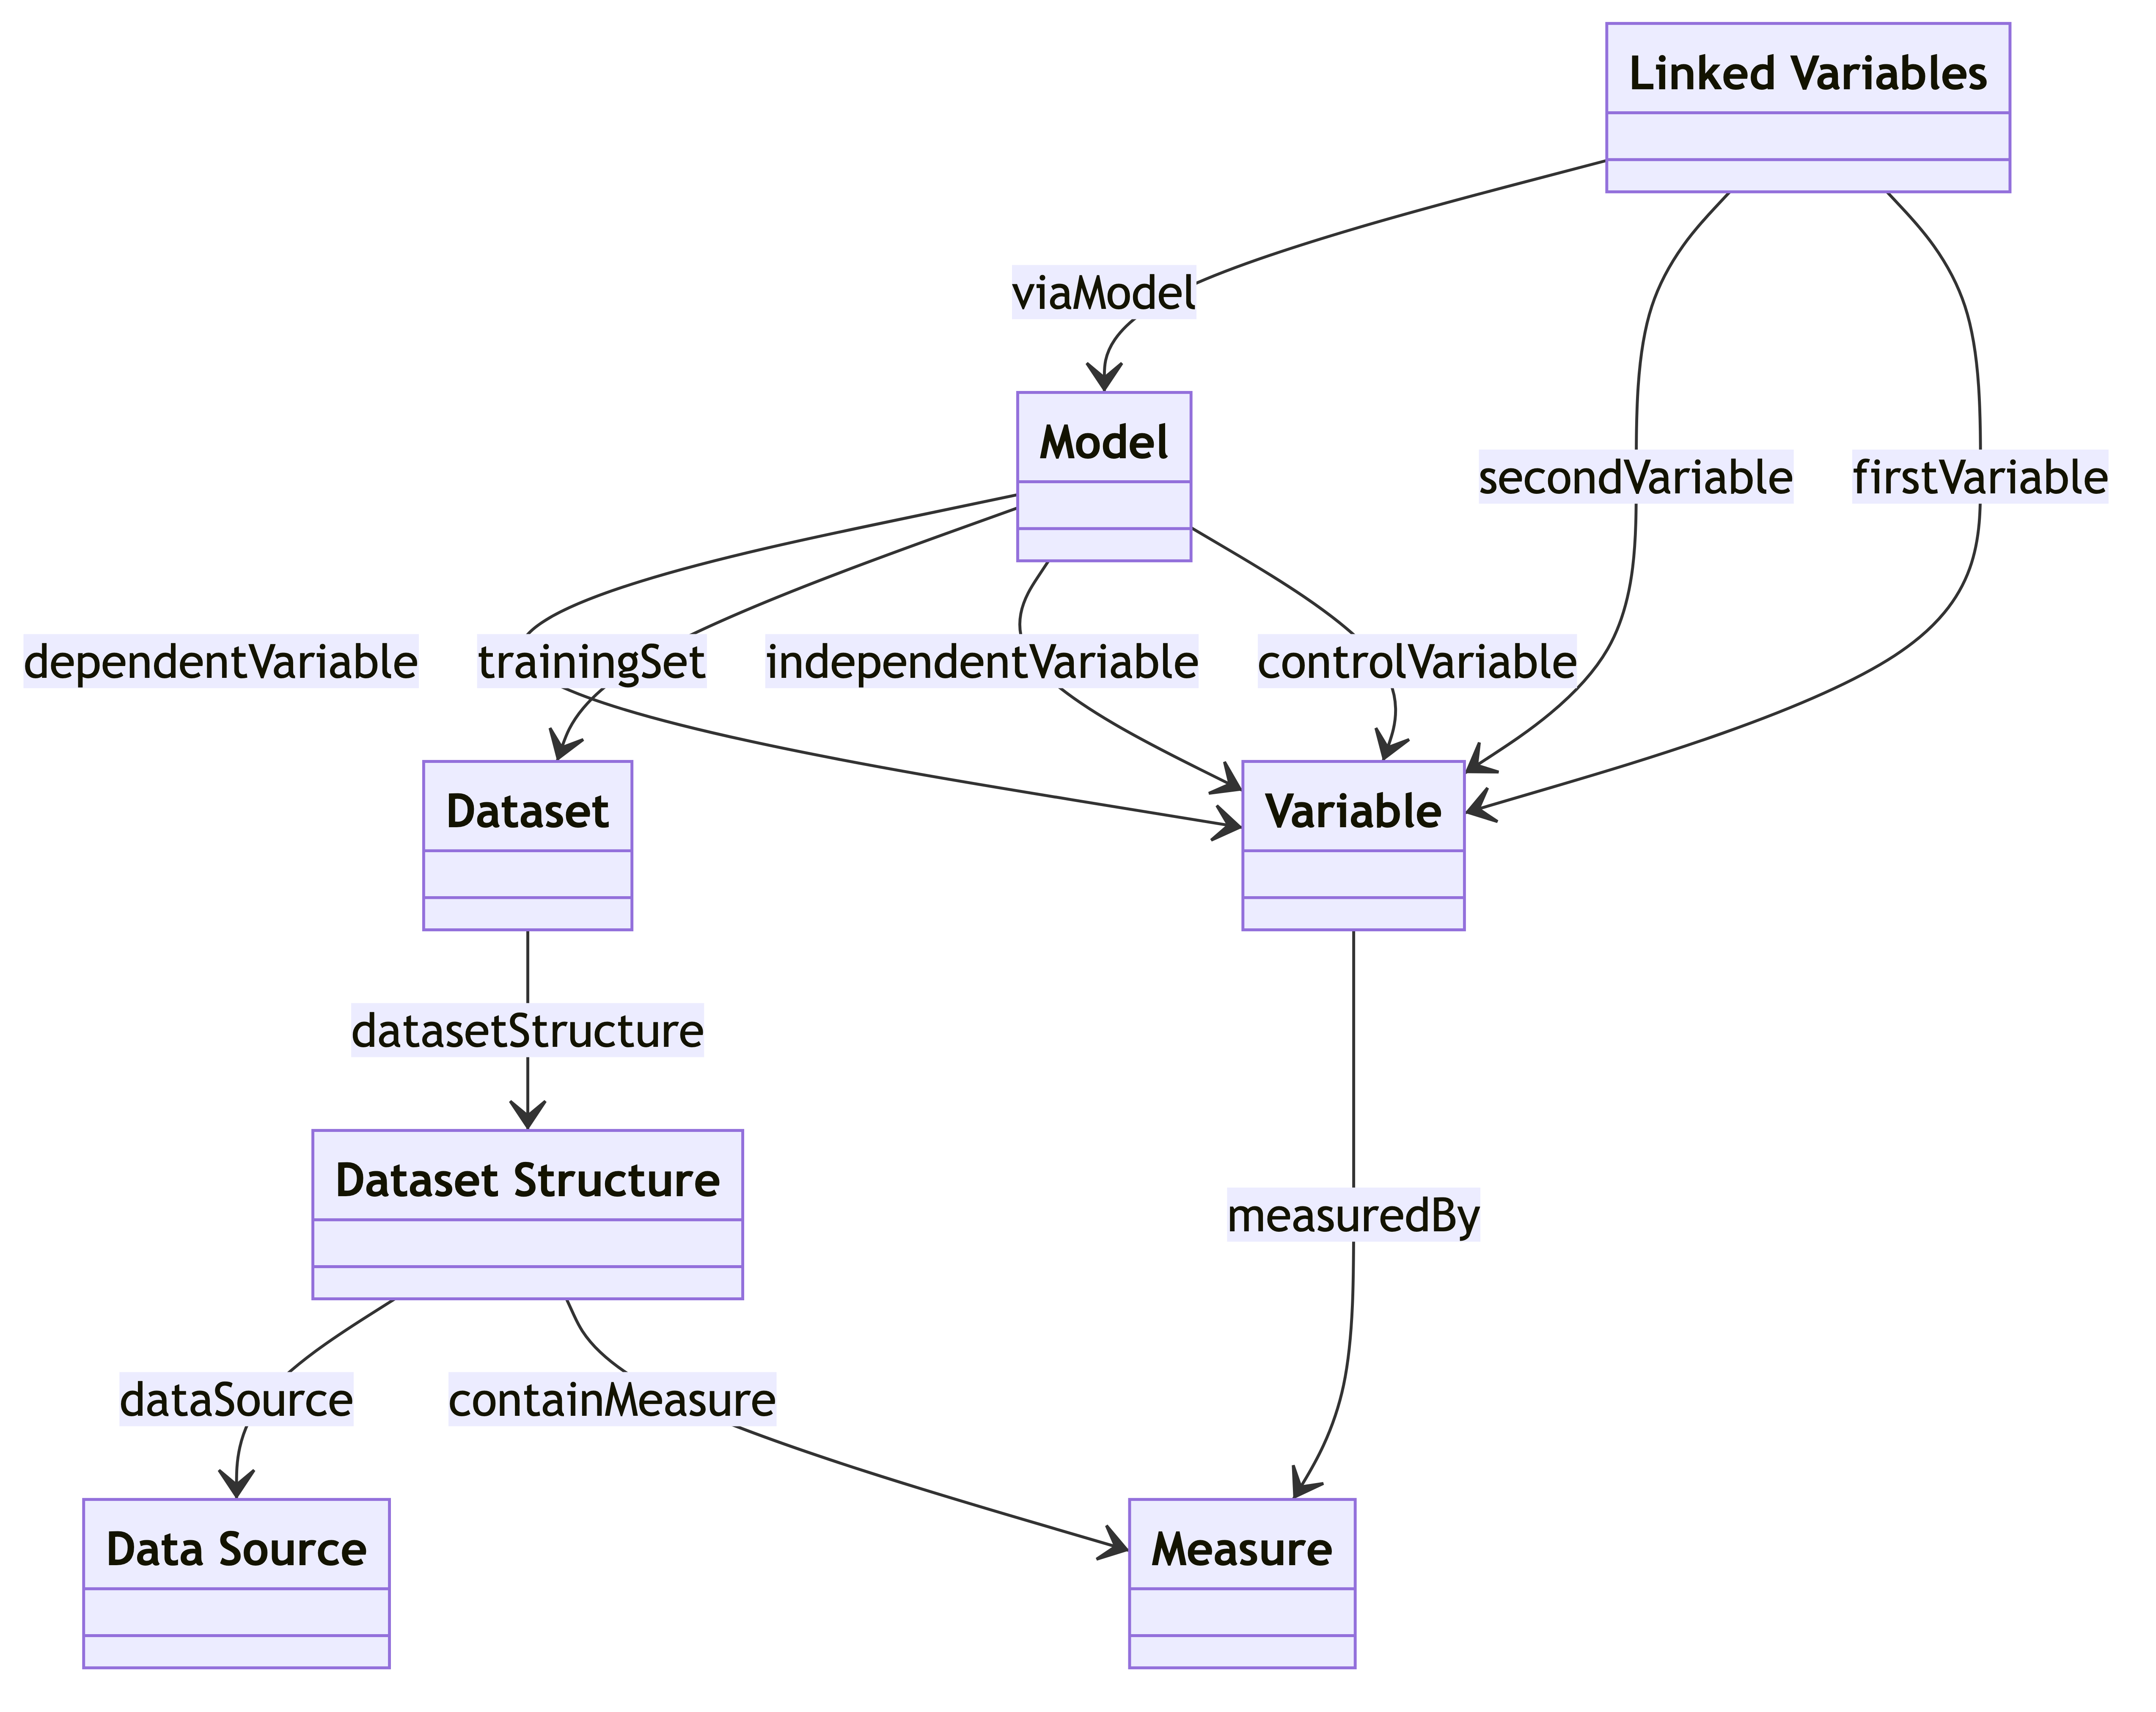 Linked Variables
viaModel
Model
secondVariable
firstVariable
dependentVariable
trainingSet
independentVariable
controlVariable
Dataset
Variable
datasetStructure
Dataset Structure
measuredBy
dataSource
containMeasure
Data Source
Measure